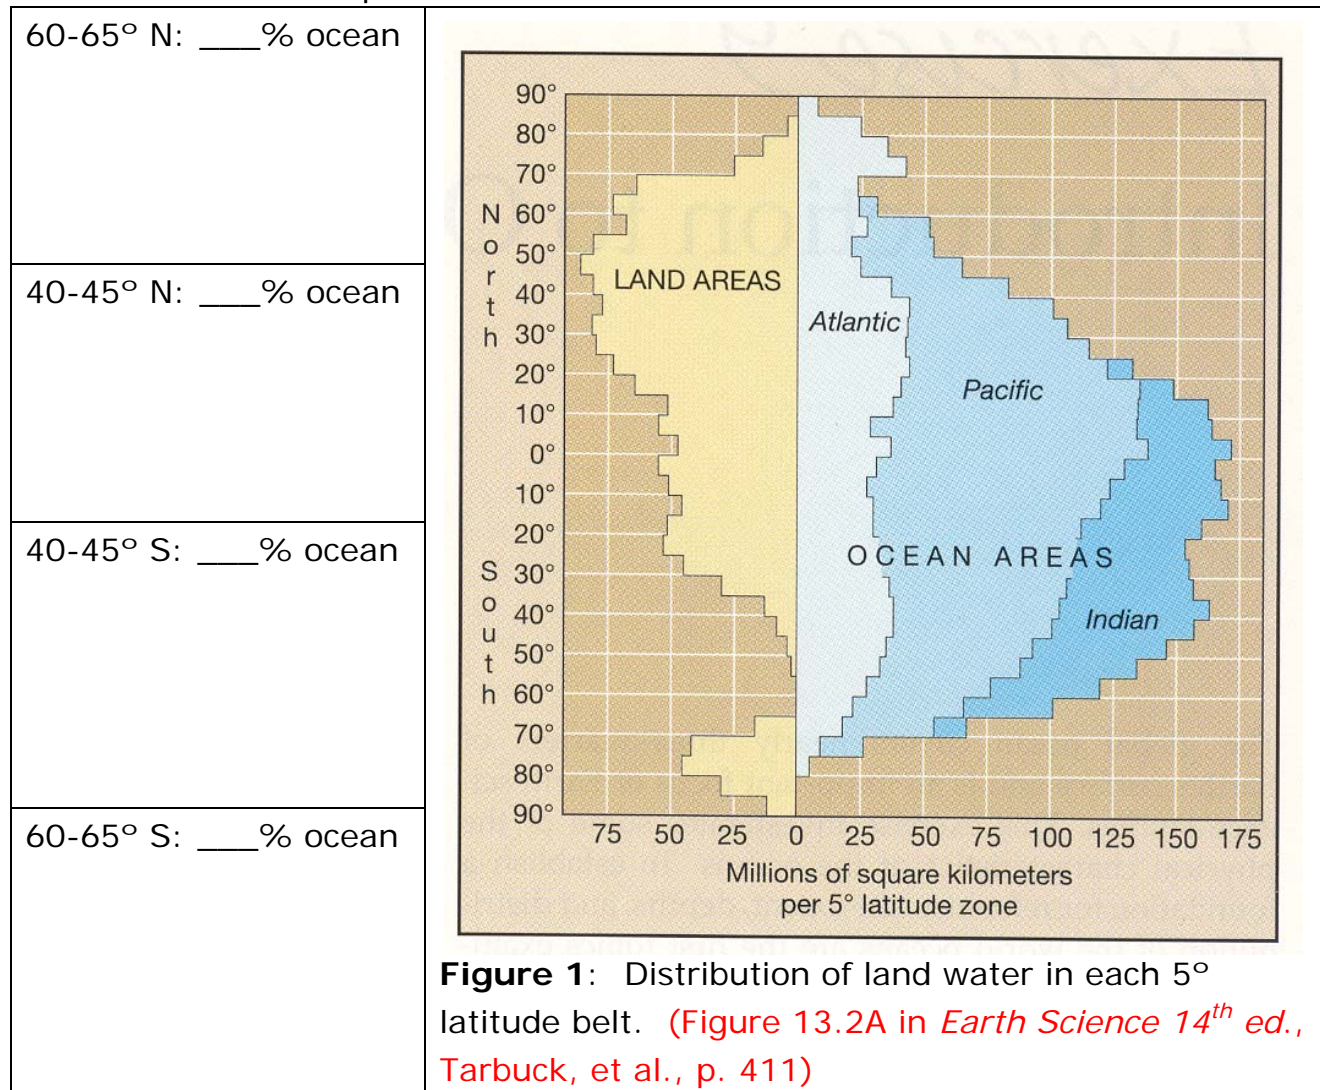 60-65° N: ___% ocean
40-45° N: ___% ocean
40-45° S: ___% ocean
60-65° S: ___% ocean
90°
80°
70°
60°
50°
40°
30°
20°
10°
0°
10°
20°
30°
40°
50°
60°
70°
80°
90°
North
South
LAND AREAS
Atlantic
Pacific
OCEAN AREAS
Indian
75 50 25 0 25 50 75 100 125 150 175
Millions of square kilometers
per 5° latitude zone
Figure 1: Distribution of land water in each 5°
latitude belt. (Figure 13.2A in Earth Science 14th ed.,
Tarbuck, et al., p. 411)